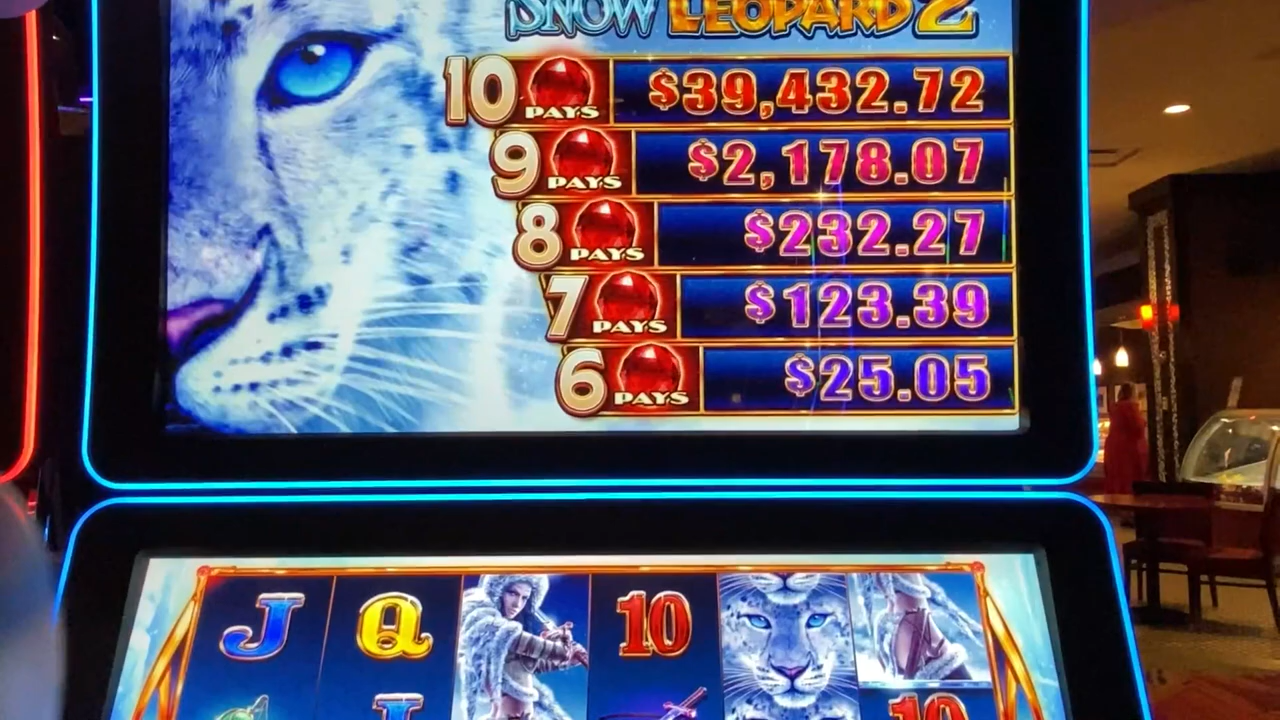 SNOW LEOPARD 2
10 PAYS $39,432.72
9 PAYS $2,178.07
8 PAYS $232.27
7 PAYS $123.39
6 PAYS $25.05
J Q 10
J 10